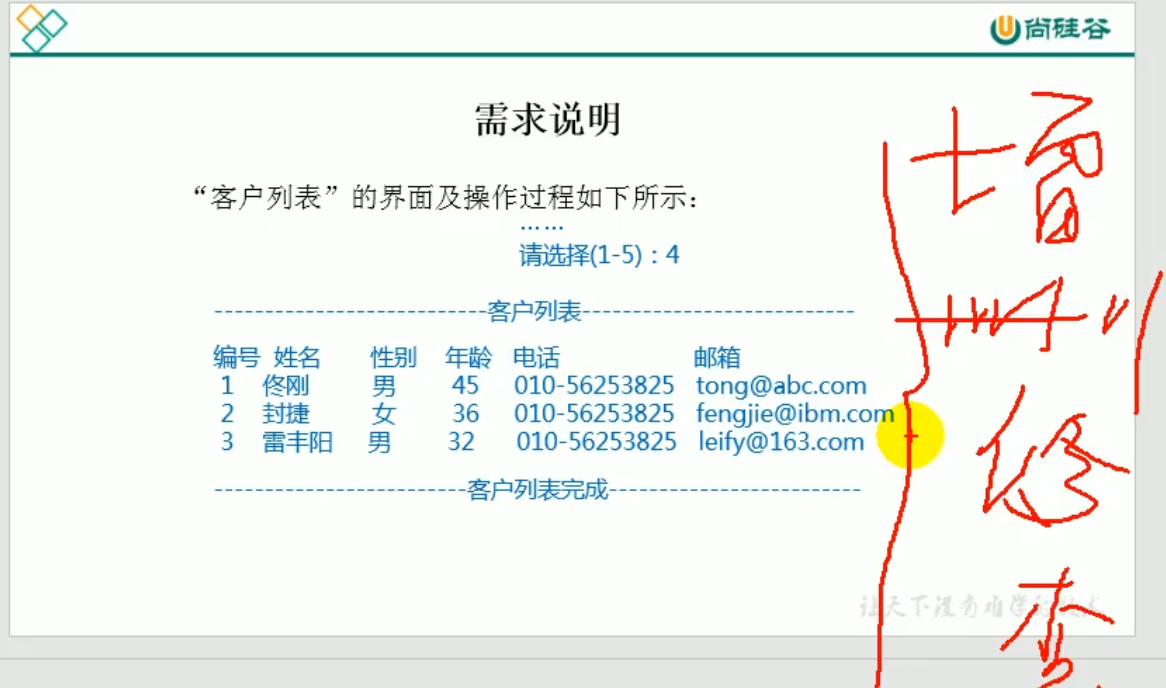 尚硅谷
需求说明
“客户列表”的界面及操作过程如下所示：
……
请选择(1-5)：4
---------------------------客户列表---------------------------
编号 姓名 性别 年龄 电话 邮箱
1 佟刚 男 45 010-56253825 tong@abc.com
2 封捷 女 36 010-56253825 fengjie@ibm.com
3 雷丰阳 男 32 010-56253825 leify@163.com
-------------------------客户列表完成-------------------------
让天下没有难学的技术
增
删
修
查